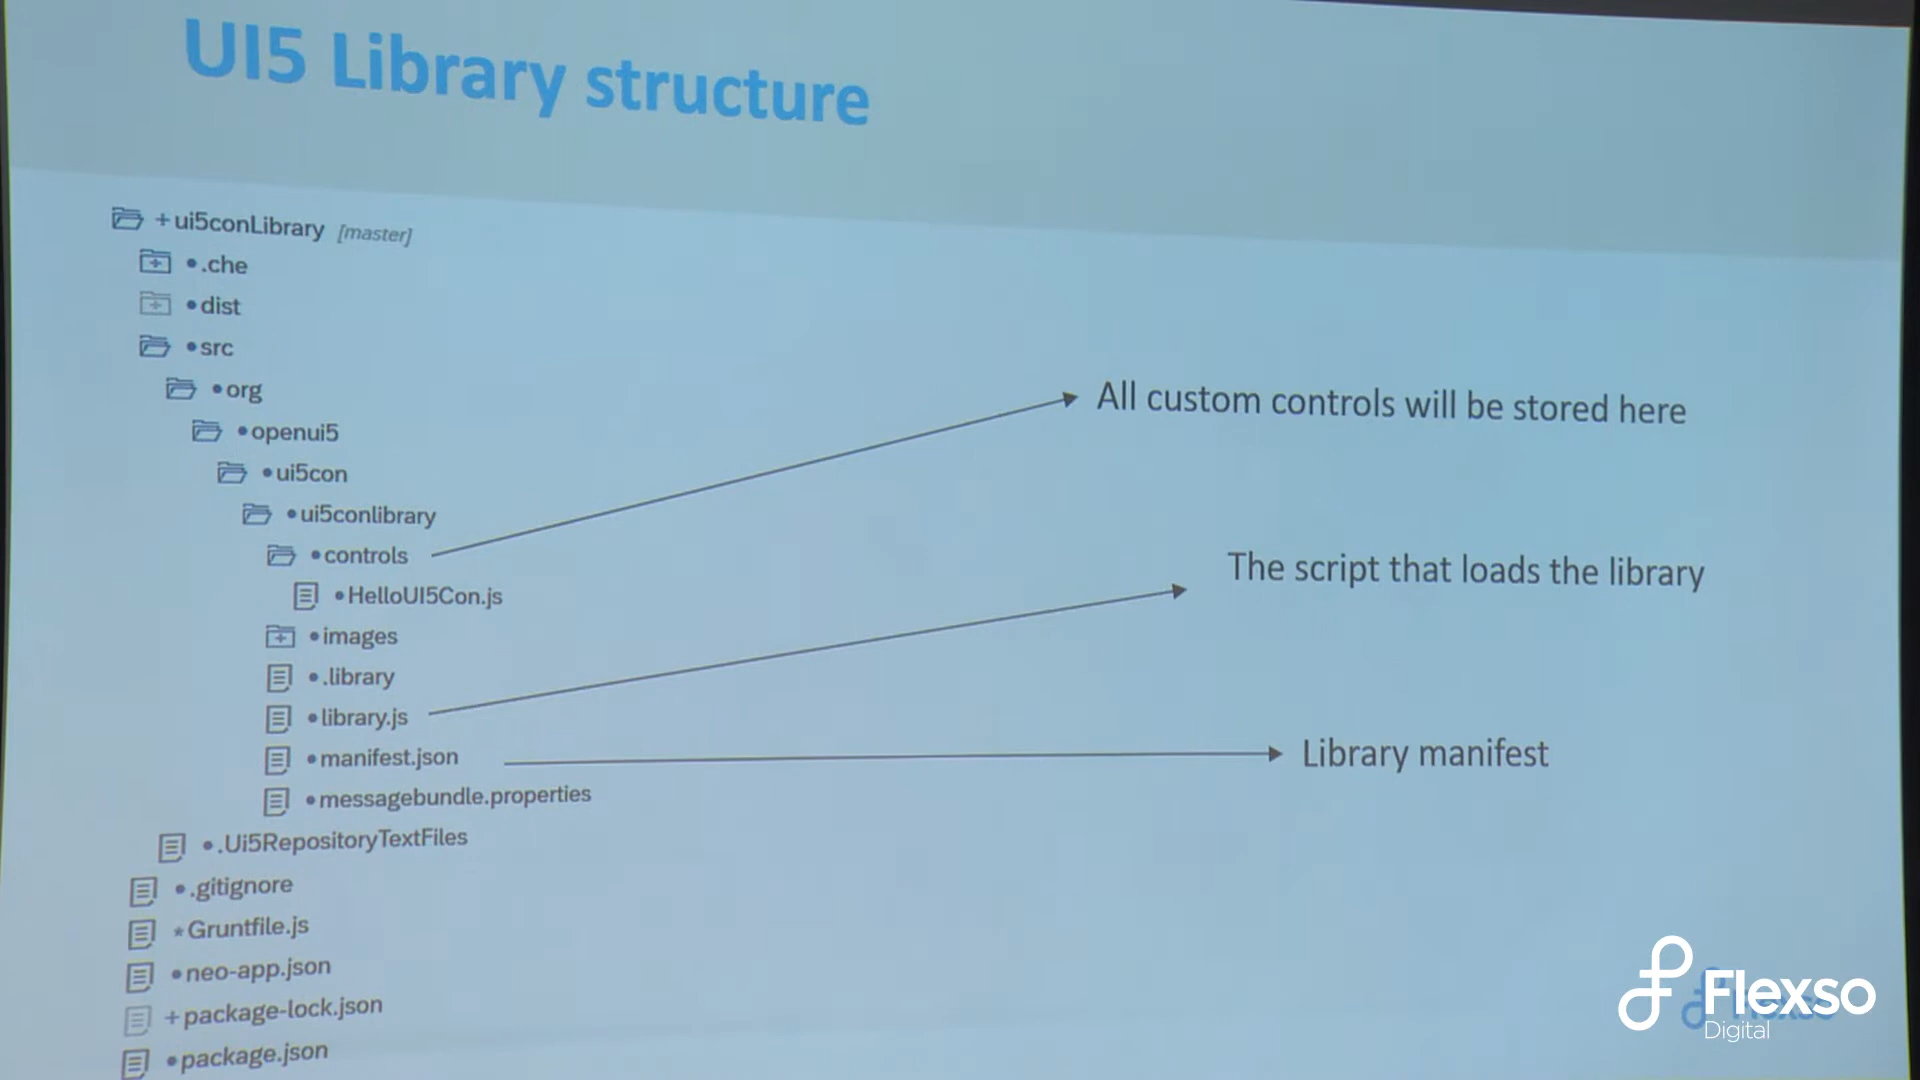 UI5 Library structure
+ui5conLibrary [master]
.che
dist
src
org
openui5
ui5con
ui5conlibrary
controls
HelloUI5Con.js
images
.library
library.js
manifest.json
messagebundle.properties
.Ui5RepositoryTextFiles
.gitignore
*Gruntfile.js
neo-app.json
+package-lock.json
package.json
All custom controls will be stored here
The script that loads the library
Library manifest
Flexso
Digital